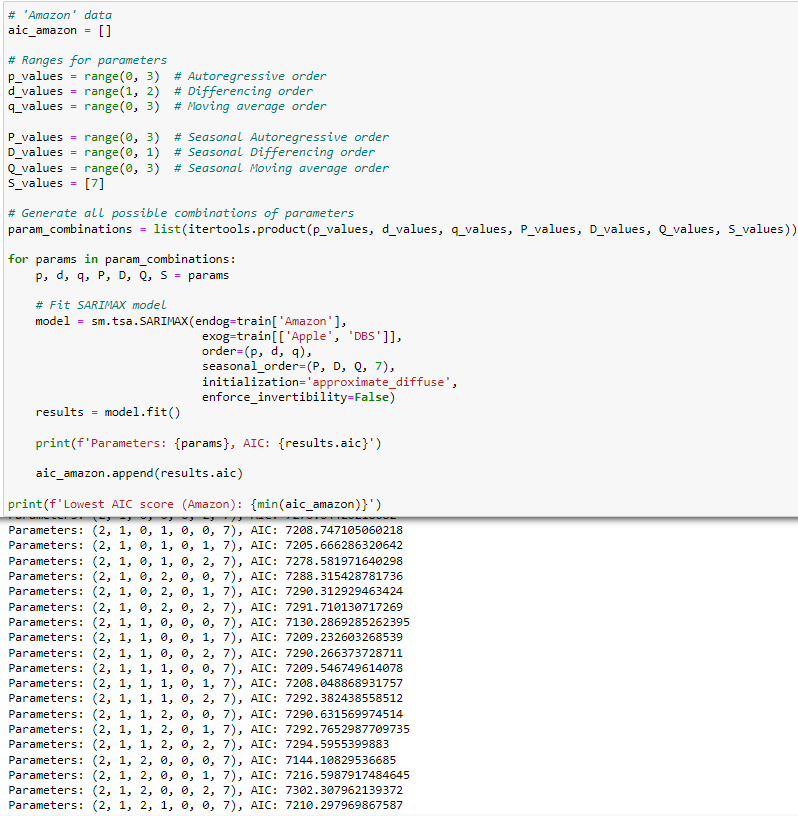 # 'Amazon' data
aic_amazon = []
# Ranges for parameters
p_values = range(0, 3)  # Autoregressive order
d_values = range(1, 2)  # Differencing order
q_values = range(0, 3)  # Moving average order
P_values = range(0, 3)  # Seasonal Autoregressive order
D_values = range(0, 1)  # Seasonal Differencing order
Q_values = range(0, 3)  # Seasonal Moving average order
S_values = [7]
# Generate all possible combinations of parameters
param_combinations = list(itertools.product(p_values, d_values, q_values, P_values, D_values, Q_values, S_values))
for params in param_combinations:
    p, d, q, P, D, Q, S = params
    # Fit SARIMAX model
    model = sm.tsa.SARIMAX(endog=train['Amazon'],
                           exog=train[['Apple', 'DBS']],
                           order=(p, d, q),
                           seasonal_order=(P, D, Q, 7),
                           initialization='approximate_diffuse',
                           enforce_invertibility=False)
    results = model.fit()
    print(f'Parameters: {params}, AIC: {results.aic}')
    aic_amazon.append(results.aic)
print(f'Lowest AIC score (Amazon): {min(aic_amazon)}')
Parameters: (2, 1, 0, 1, 0, 0, 7), AIC: 7208.747105060218
Parameters: (2, 1, 0, 1, 0, 1, 7), AIC: 7205.666286320642
Parameters: (2, 1, 0, 1, 0, 2, 7), AIC: 7278.581971640298
Parameters: (2, 1, 0, 2, 0, 0, 7), AIC: 7288.315428781736
Parameters: (2, 1, 0, 2, 0, 1, 7), AIC: 7290.312929463424
Parameters: (2, 1, 0, 2, 0, 2, 7), AIC: 7291.710130717269
Parameters: (2, 1, 1, 0, 0, 0, 7), AIC: 7130.2869285262395
Parameters: (2, 1, 1, 0, 0, 1, 7), AIC: 7209.232603268539
Parameters: (2, 1, 1, 0, 0, 2, 7), AIC: 7290.266373728711
Parameters: (2, 1, 1, 1, 0, 0, 7), AIC: 7209.546749614078
Parameters: (2, 1, 1, 1, 0, 1, 7), AIC: 7208.048868931757
Parameters: (2, 1, 1, 1, 0, 2, 7), AIC: 7292.382438558512
Parameters: (2, 1, 1, 2, 0, 0, 7), AIC: 7290.631569974514
Parameters: (2, 1, 1, 2, 0, 1, 7), AIC: 7292.7652987709735
Parameters: (2, 1, 1, 2, 0, 2, 7), AIC: 7294.5955399883
Parameters: (2, 1, 2, 0, 0, 0, 7), AIC: 7144.10829536685
Parameters: (2, 1, 2, 0, 0, 1, 7), AIC: 7216.5987917484645
Parameters: (2, 1, 2, 0, 0, 2, 7), AIC: 7302.307962139372
Parameters: (2, 1, 2, 1, 0, 0, 7), AIC: 7210.297969867587